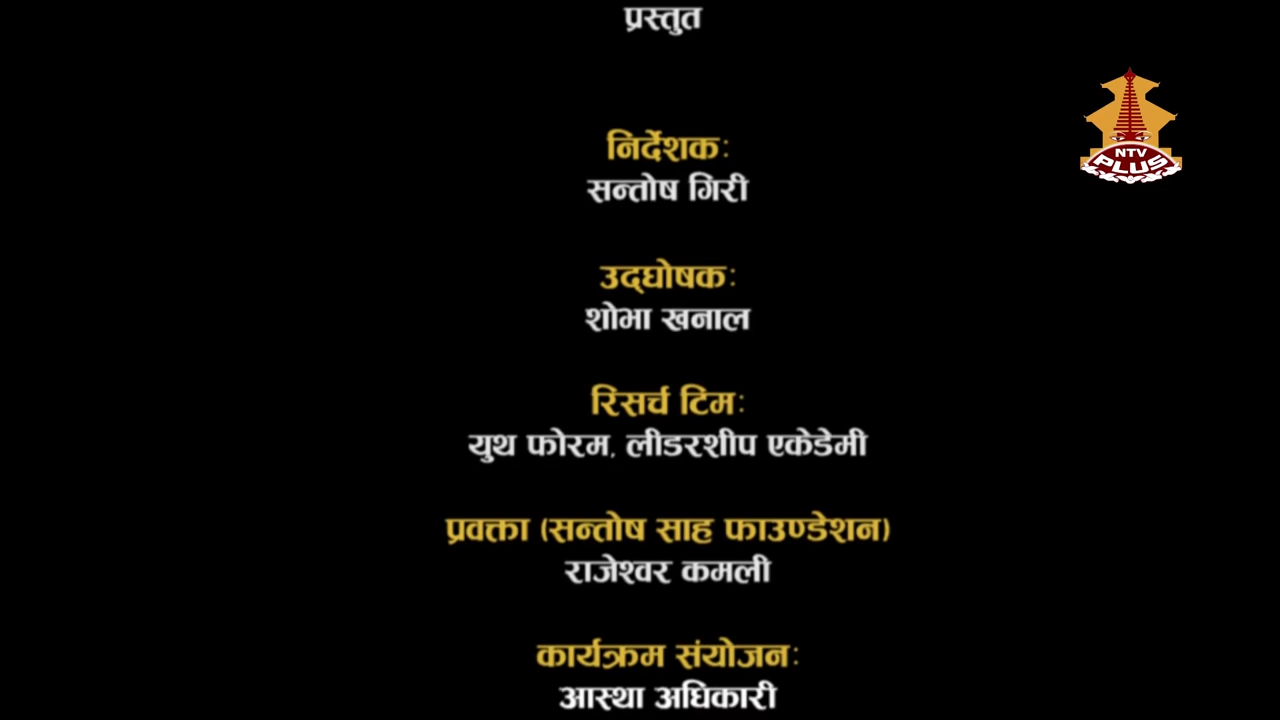 प्रस्तुत
निर्देशक:
सन्तोष गिरी
उद्घोषक:
शोभा खनाल
रिसर्च टिम:
युथ फोरम, लीडरशीप एकेडेमी
प्रवक्ता (सन्तोष साह फाउण्डेशन)
राजेश्वर कमली
कार्यक्रम संयोजन:
आस्था अधिकारी
NTV
PLUS